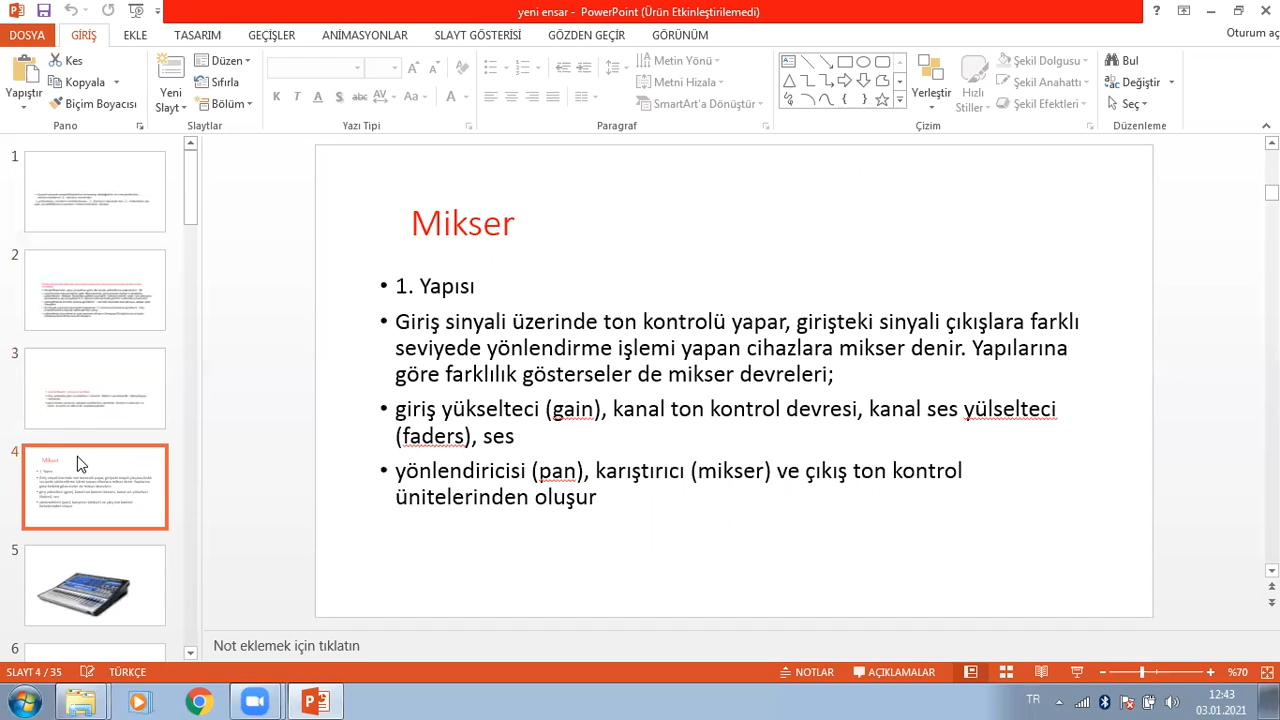 yeni ensar - PowerPoint (Ürün Etkinleştirilemedi)
DOSYA GİRİŞ EKLE TASARIM GEÇİŞLER ANİMASYONLAR SLAYT GÖSTERİSİ GÖZDEN GEÇİR GÖRÜNÜM Oturum aç
Yapıştır
Kes
Kopyala
Biçim Boyacısı
Pano
Yeni
Slayt
Düzen
Sıfırla
Bölüm
Slaytlar
Yazı Tipi
Metin Yönü
Metni Hizala
SmartArt'a Dönüştür
Paragraf
Yerleştir
Hızlı
Stiller
Şekil Dolgusu
Şekil Anahattı
Şekil Efektleri
Çizim
Bul
Değiştir
Seç
Düzenleme
1
2
3
4
5
6
Mikser
• 1. Yapısı
• Giriş sinyali üzerinde ton kontrolü yapar, girişteki sinyali çıkışlara farklı
seviyede yönlendirme işlemi yapan cihazlara mikser denir. Yapılarına
göre farklılık gösterseler de mikser devreleri;
• giriş yükselteci (gain), kanal ton kontrol devresi, kanal ses yülselteci
(faders), ses
• yönlendiricisi (pan), karıştırıcı (mikser) ve çıkış ton kontrol
ünitelerinden oluşur
Not eklemek için tıklatın
SLAYT 4 / 35 TÜRKÇE NOTLAR AÇIKLAMALAR %70
TR 12:43
03.01.2021